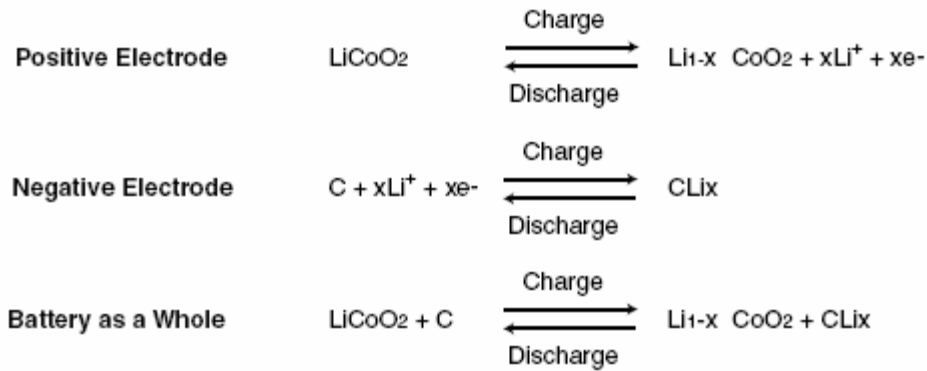 Charge
Positive Electrode LiCoO₂ Li₁-x CoO₂ + xLi⁺ + xe-
Discharge
Charge
Negative Electrode C + xLi⁺ + xe- CLix
Discharge
Charge
Battery as a Whole LiCoO₂ + C Li₁-x CoO₂ + CLix
Discharge